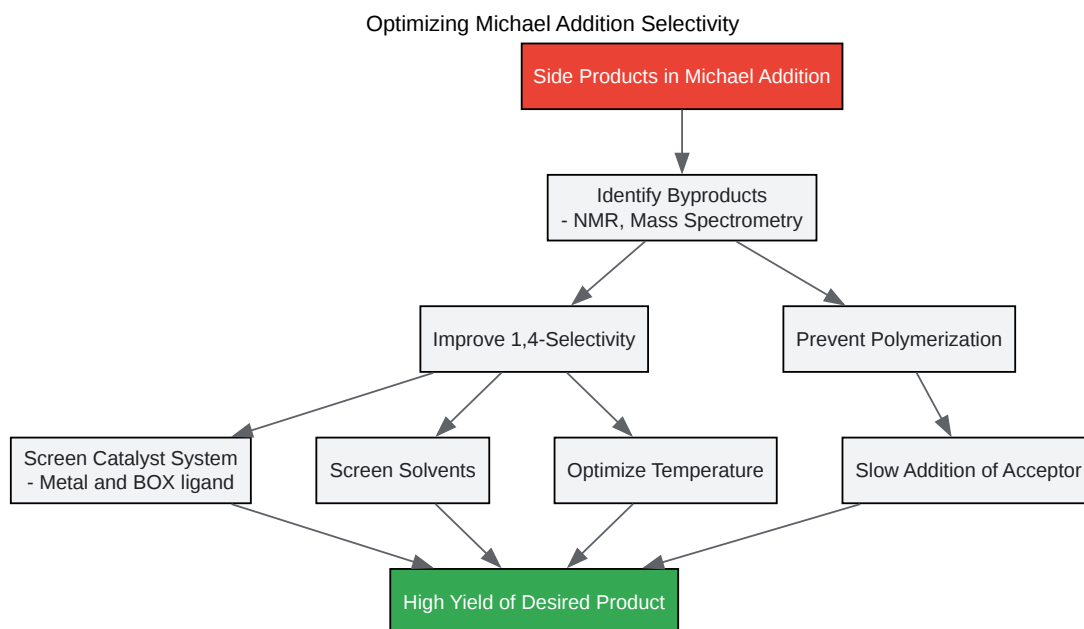 Optimizing Michael Addition Selectivity
Side Products in Michael Addition
Identify Byproducts
- NMR, Mass Spectrometry
Improve 1,4-Selectivity
Prevent Polymerization
Screen Catalyst System
- Metal and BOX ligand
Screen Solvents
Optimize Temperature
Slow Addition of Acceptor
High Yield of Desired Product